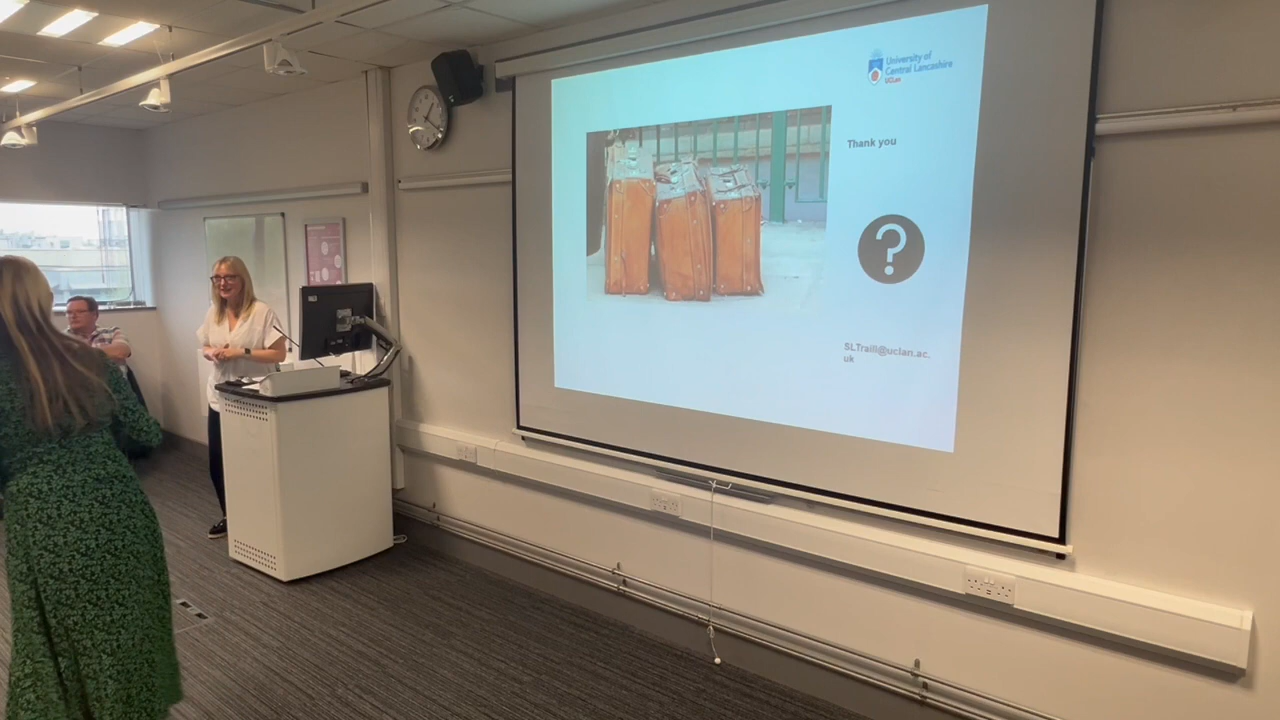 University of
Central Lancashire
UCLan
Thank you
?
SLTraill@uclan.ac.
uk